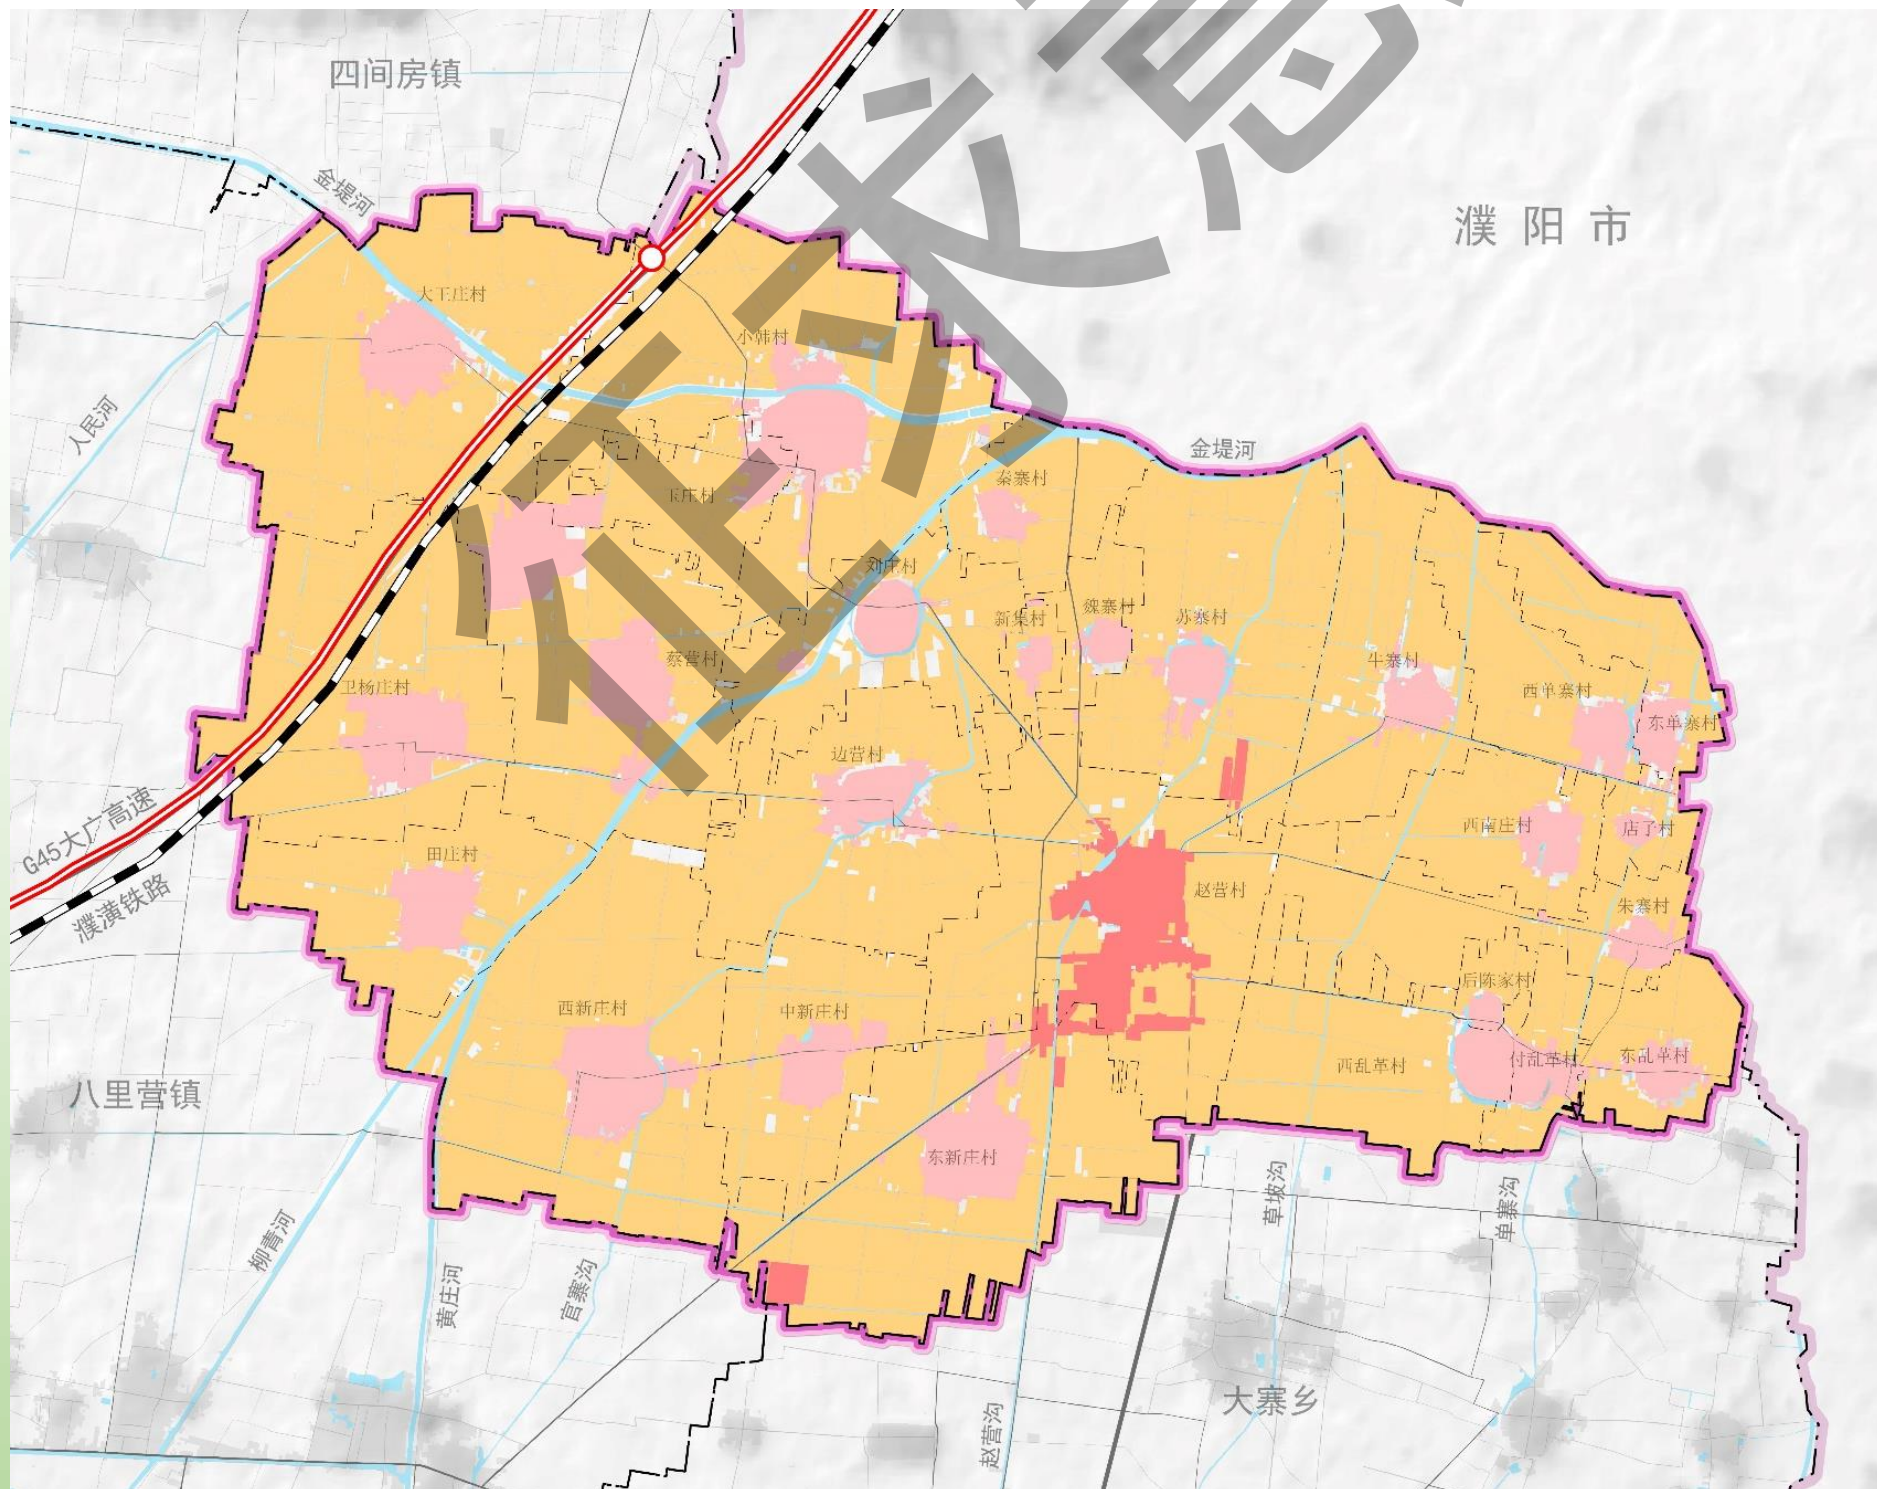 四间房镇
金堤河
濮阳市
大王庄村
小韩村
人民河
金堤河
秦寨村
王庄村
刘庄村
魏寨村
新集村
苏寨村
蔡营村
牛寨村
卫杨庄村
西单寨村
东单寨村
边营村
G45大广高速
西南庄村
店子村
田庄村
濮潢铁路
赵营村
朱寨村
后陈家村
西新庄村
中新庄村
付乱革村
东乱革村
西乱革村
八里营镇
东新庄村
草坡沟
单寨沟
柳青河
黄庄河
官寨沟
大寨乡
赵营沟
征求意